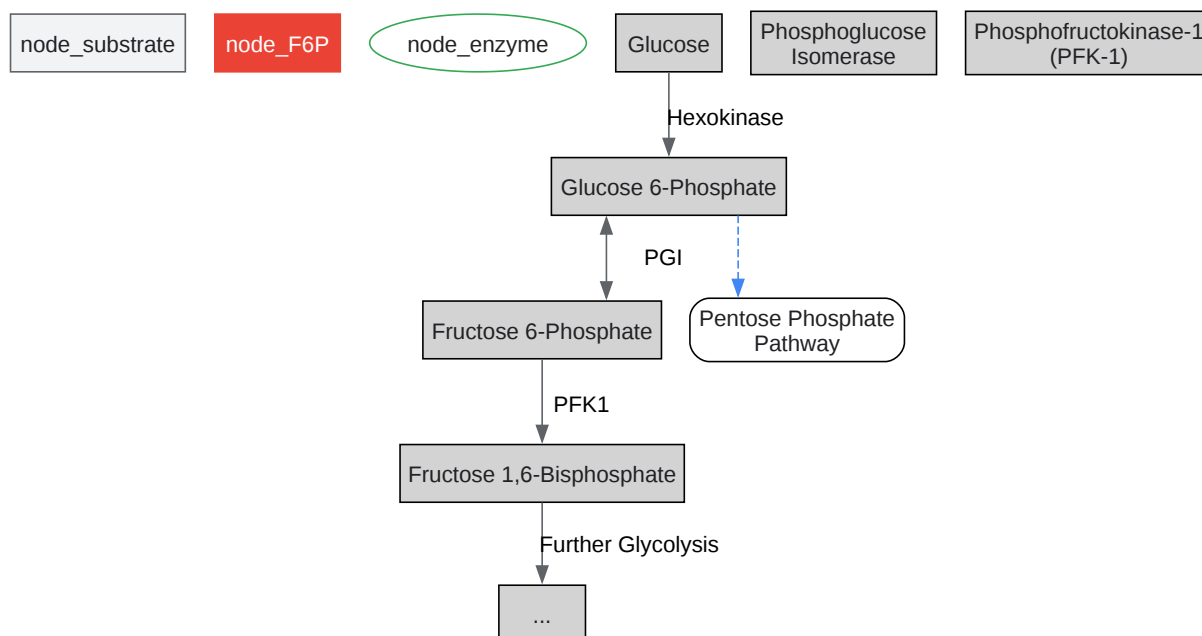 node_substrate
node_F6P
node_enzyme
Glucose
Phosphoglucose
Isomerase
Phosphofructokinase-1
(PFK-1)
Hexokinase
Glucose 6-Phosphate
PGI
Fructose 6-Phosphate
Pentose Phosphate
Pathway
PFK1
Fructose 1,6-Bisphosphate
Further Glycolysis
...